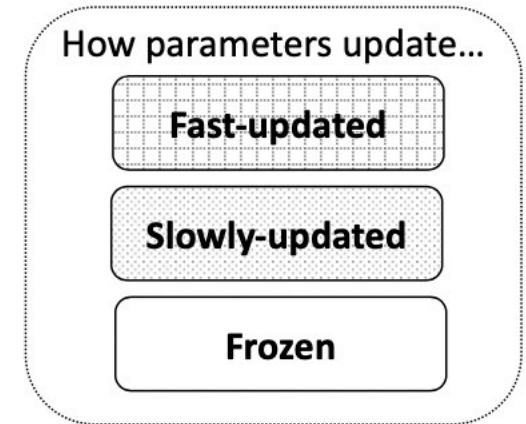 How parameters update...
Fast-updated
Slowly-updated
Frozen